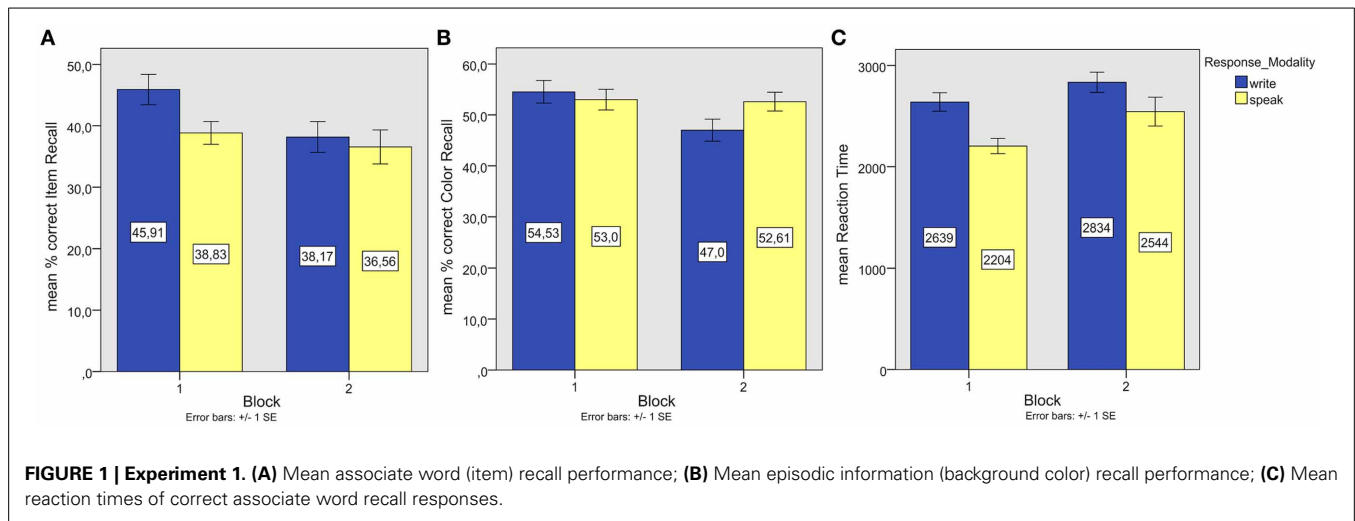 A
mean % correct Item Recall
50,0
40,0
30,0
20,0
10,0
,0
45,91
38,83
38,17
36,56
1
2
Block
Error bars: +/- 1 SE
B
mean % correct Color Recall
60,0
50,0
40,0
30,0
20,0
10,0
,0
54,53
53,0
47,0
52,61
1
2
Block
Error bars: +/- 1 SE
C
mean Reaction Time
3000
2000
1000
0
2639
2204
2834
2544
1
2
Block
Error bars: +/- 1 SE
Response_Modality
write
speak
FIGURE 1 | Experiment 1. (A) Mean associate word (item) recall performance; (B) Mean episodic information (background color) recall performance; (C) Mean
reaction times of correct associate word recall responses.